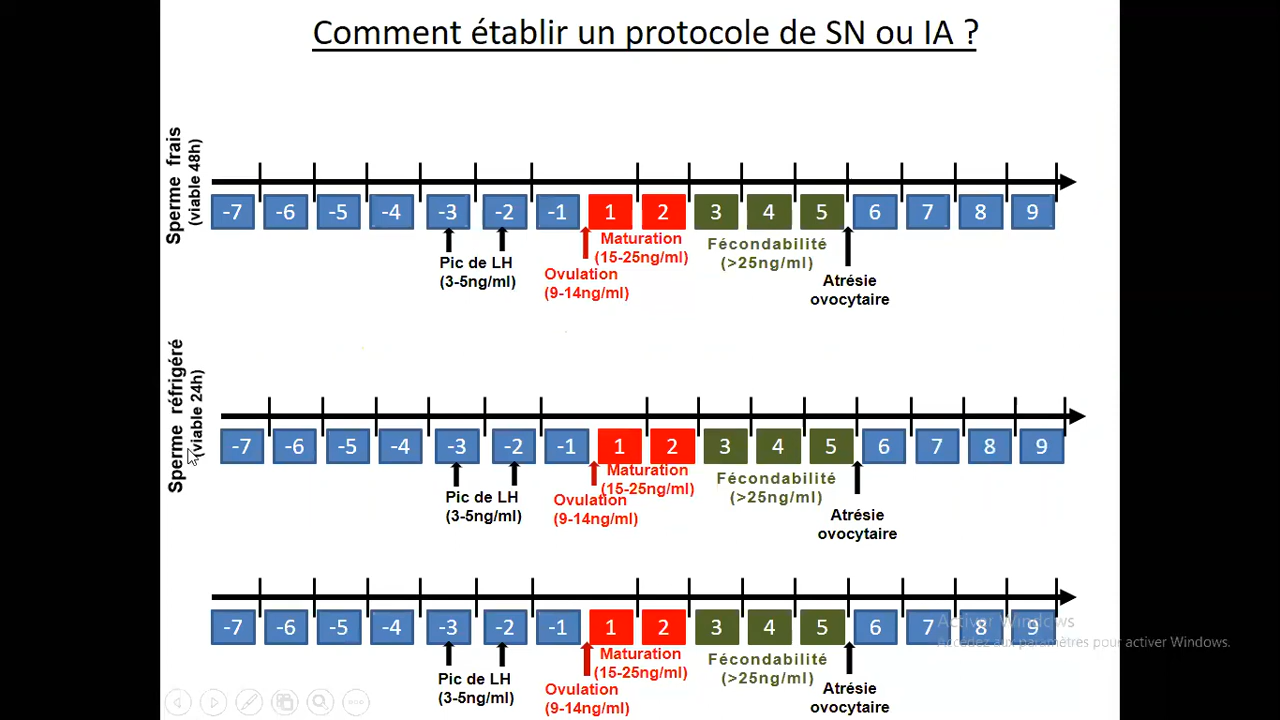 Comment établir un protocole de SN ou IA ?
Sperme frais
(viable 48h)
-7 -6 -5 -4 -3 -2 -1 1 2 3 4 5 6 7 8 9
Pic de LH
(3-5ng/ml)
Ovulation
(9-14ng/ml)
Maturation
(15-25ng/ml)
Fécondabilité
(>25ng/ml)
Atrésie
ovocytaire
Sperme réfrigéré
(viable 24h)
-7 -6 -5 -4 -3 -2 -1 1 2 3 4 5 6 7 8 9
Pic de LH
(3-5ng/ml)
Ovulation
(9-14ng/ml)
Maturation
(15-25ng/ml)
Fécondabilité
(>25ng/ml)
Atrésie
ovocytaire
-7 -6 -5 -4 -3 -2 -1 1 2 3 4 5 6 7 8 9
Pic de LH
(3-5ng/ml)
Ovulation
(9-14ng/ml)
Maturation
(15-25ng/ml)
Fécondabilité
(>25ng/ml)
Atrésie
ovocytaire
Activer Windows
Accédez aux paramètres pour activer Windows.